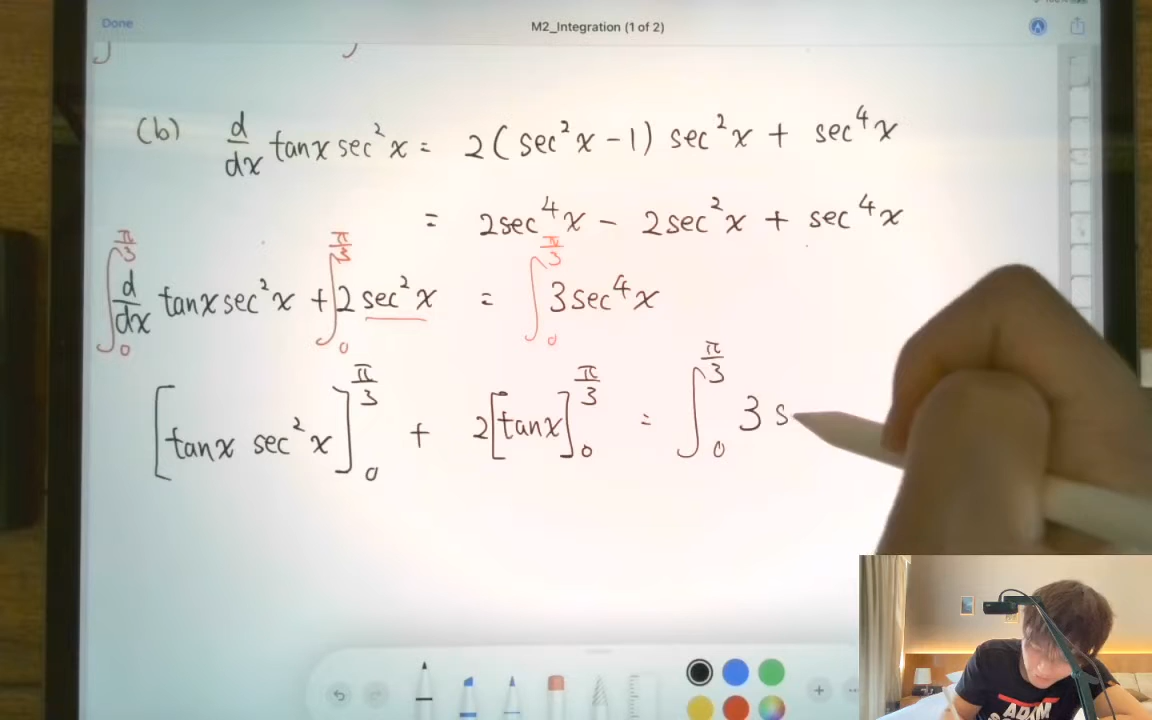 Done
M2_Integration (1 of 2)
(b) d/dx tanx sec²x = 2(sec²x − 1) sec²x + sec⁴x
= 2sec⁴x − 2sec²x + sec⁴x
∫₀^(π/3) d/dx tanx sec²x + ∫₀^(π/3) 2 sec²x = ∫₀^(π/3) 3sec⁴x
[tanx sec²x]₀^(π/3) + 2[tanx]₀^(π/3) = ∫₀^(π/3) 3 s